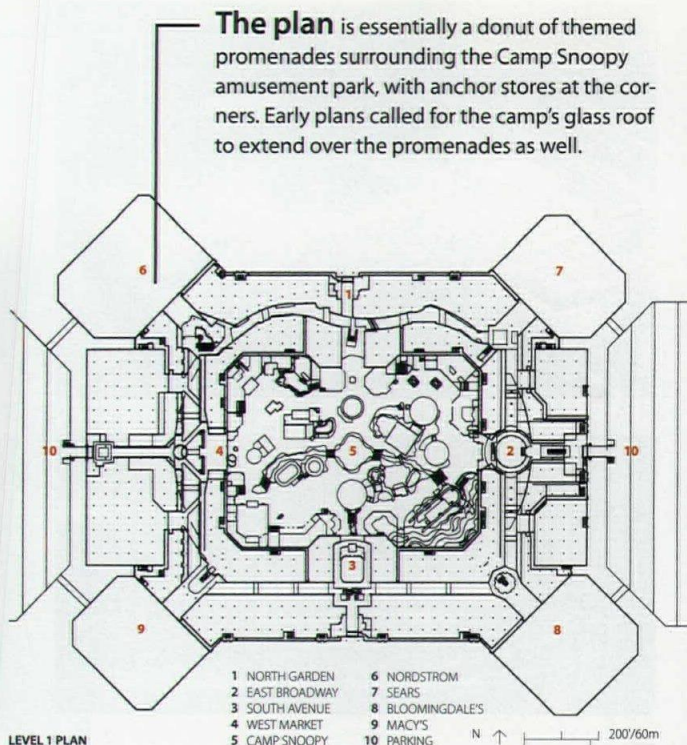 The plan is essentially a donut of themed
promenades surrounding the Camp Snoopy
amusement park, with anchor stores at the cor-
ners. Early plans called for the camp's glass roof
to extend over the promenades as well.
6
7
1
10
4
5
2
10
3
9
8
1 NORTH GARDEN
2 EAST BROADWAY
3 SOUTH AVENUE
4 WEST MARKET
5 CAMP SNOOPY
6 NORDSTROM
7 SEARS
8 BLOOMINGDALE'S
9 MACY'S
10 PARKING
LEVEL 1 PLAN
N
200'/60m